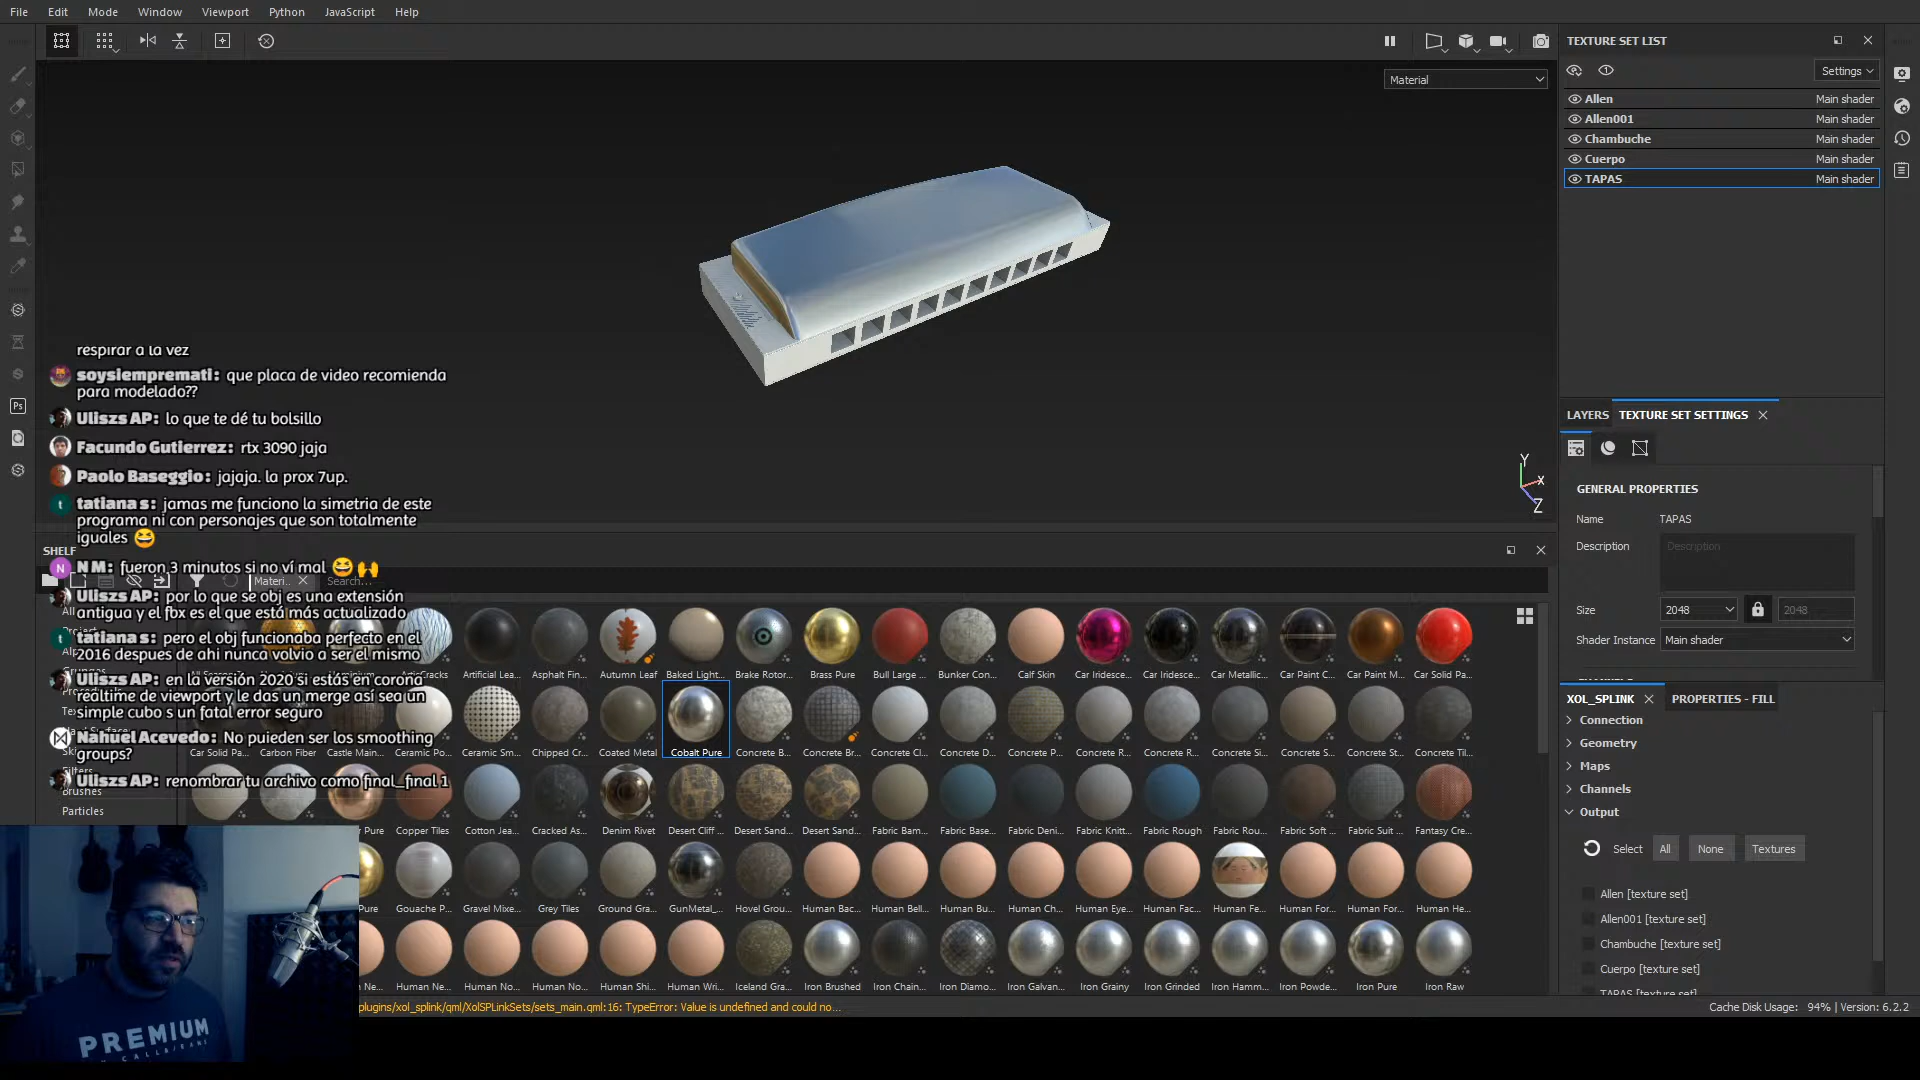 File Edit Mode Window Viewport Python JavaScript Help
Material
TEXTURE SET LIST
Settings
Allen Main shader
Allen001 Main shader
Chambuche Main shader
Cuerpo Main shader
TAPAS Main shader
respirar a la vez
soysiemprematí: que placa de video recomienda
para modelado??
Uliszs AP: lo que te dé tu bolsillo
Facundo Gutierrez: rtx 3090 jaja
Paolo Baseggio: jajaja. la prox 7up.
tatiana s: jamas me funciono la simetria de este
programa ni con personajes que son totalmente
iguales 😆
N M: fueron 3 minutos si no ví mal 😆🙌
Uliszs AP: por lo que se obj es una extensión
antigua y el fbx es el que está más actualizado
tatiana s: pero el obj funcionaba perfecto en el
2016 despues de ahi nunca volvio a ser el mismo
Uliszs AP: en la versión 2020 si estás en corona
realtime de viewport y le das un merge así sea un
simple cubo s un fatal error seguro
Nahuel Acevedo: No puieden ser los smoothing
groups?
Uliszs AP: renombrar tu archivo como final_final 1
Y
X
Z
SHELF
Materi... Search...
All
Brushes
Particles
Artificial Lea... Asphalt Fin... Autumn Leaf Baked Light... Brake Rotor... Brass Pure Bull Large ... Bunker Con... Calf Skin Car Iridesce... Car Iridesce... Car Metallic... Car Paint C... Car Paint M... Car Solid Pa...
Car Solid Pa... Carbon Fiber Castle Main... Ceramic Po... Ceramic Sm... Chipped Cr... Coated Metal Cobalt Pure Concrete B... Concrete Br... Concrete Cl... Concrete D... Concrete P... Concrete R... Concrete R... Concrete Si... Concrete S... Concrete St... Concrete Til...
r Pure Copper Tiles Cotton Jea... Cracked As... Denim Rivet Desert Cliff ... Desert Sand... Desert Sand... Fabric Bam... Fabric Base... Fabric Deni... Fabric Knitt... Fabric Rough Fabric Rou... Fabric Soft ... Fabric Suit ... Fantasy Cre...
Pure Gouache P... Gravel Mixe... Grey Tiles Ground Gra... GunMetal_... Hovel Grou... Human Bac... Human Bell... Human Bu... Human Ch... Human Eye... Human Fac... Human Fe... Human For... Human For... Human He...
Ne... Human Ne... Human No... Human No... Human Shi... Human Wri... Iceland Gra... Iron Brushed Iron Chain... Iron Diamo... Iron Galvan... Iron Grainy Iron Grinded Iron Hamm... Iron Powde... Iron Pure Iron Raw
plugins/xol_splink/qml/XolSPLinkSets/sets_main.qml:16: TypeError: Value is undefined and could no...
LAYERS TEXTURE SET SETTINGS
GENERAL PROPERTIES
Name TAPAS
Description Description
Size 2048 2048
Shader Instance Main shader
XOL_SPLINK PROPERTIES - FILL
Connection
Geometry
Maps
Channels
Output
Select All None Textures
Allen [texture set]
Allen001 [texture set]
Chambuche [texture set]
Cuerpo [texture set]
TAPAS [texture set]
Cache Disk Usage: 94% | Version: 6.2.2
Ps
PREMIUM